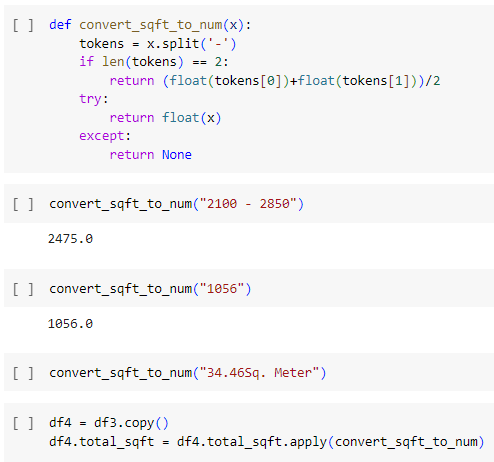 [ ] def convert_sqft_to_num(x):
tokens = x.split('-')
if len(tokens) == 2:
return (float(tokens[0])+float(tokens[1]))/2
try:
return float(x)
except:
return None
[ ] convert_sqft_to_num("2100 - 2850")
2475.0
[ ] convert_sqft_to_num("1056")
1056.0
[ ] convert_sqft_to_num("34.46Sq. Meter")
[ ] df4 = df3.copy()
df4.total_sqft = df4.total_sqft.apply(convert_sqft_to_num)